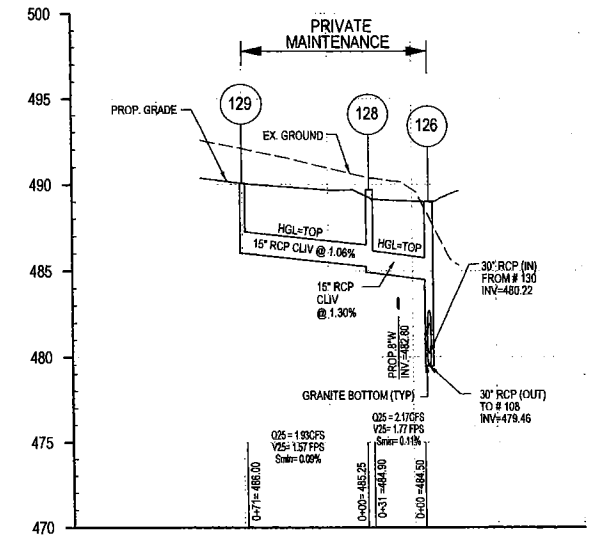 500
PRIVATE
MAINTENANCE
495
129
128
126
PROP. GRADE
EX. GROUND
490
HGL=TOP
HGL=TOP
15" RCP CLIV @ 1.06%
485
15" RCP
CLIV
@ 1.30%
30" RCP (IN)
FROM # 130
INV=480.22
PROP.8"W
INV.=482.60
480
GRANITE BOTTOM (TYP)
30" RCP (OUT)
TO # 108
INV=479.46
Q25 = 1.93CFS
V25= 1.57 FPS
Smin= 0.09%
Q25 = 2.17CFS
V25= 1.77 FPS
Smin= 0.11%
475
0+71= 486.00
0+00= 485.25
0+31 =484.90
0+00= 484.50
470